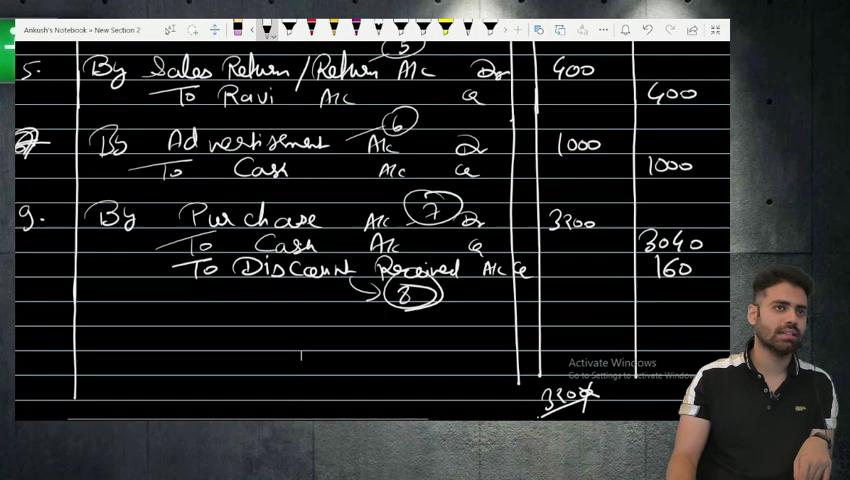 Ankush's Notebook » New Section 2
5
5. By Sales Return/Return A/c Dr 400
To Ravi A/c Cr 400
6
By Advertisement A/c Dr 1000
To Cash A/c Cr 1000
7
9. By Purchase A/c Dr 3200
To Cash A/c Cr 3040
To Discount Received A/c Cr 160
8
Activate Windows
Go to Settings to activate Windows